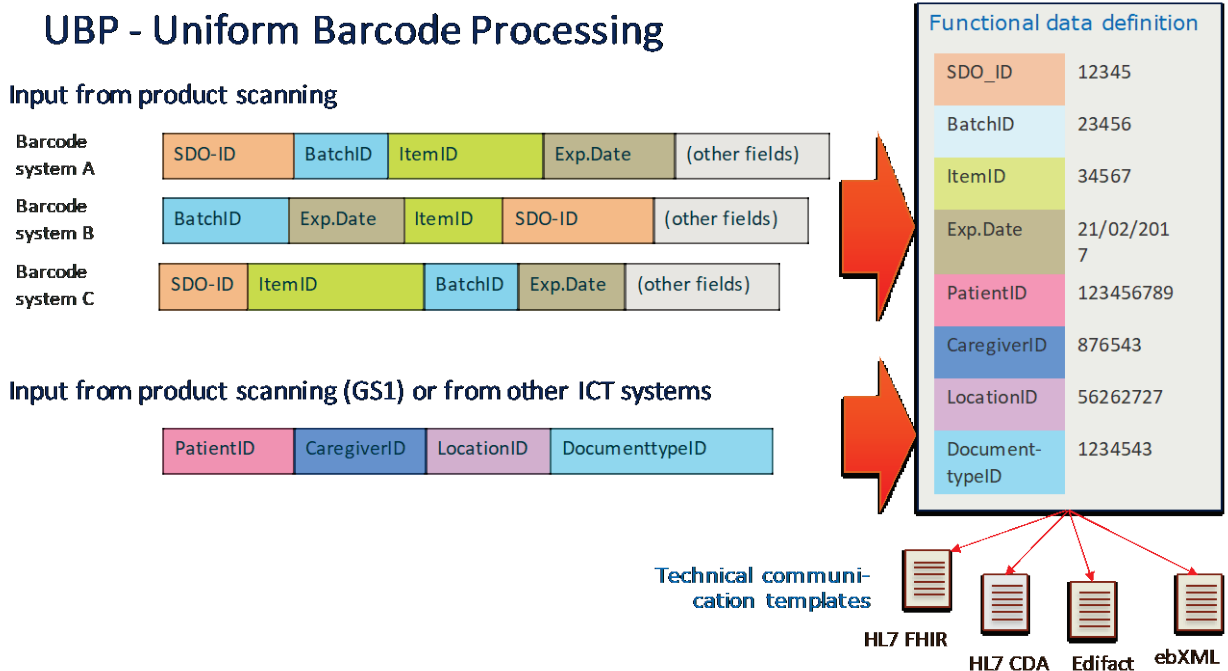 UBP - Uniform Barcode Processing
Input from product scanning
Barcode
system A
SDO-ID BatchID ItemID Exp.Date (other fields)
Barcode
system B
BatchID Exp.Date ItemID SDO-ID (other fields)
Barcode
system C
SDO-ID ItemID BatchID Exp.Date (other fields)
Input from product scanning (GS1) or from other ICT systems
PatientID CaregiverID LocationID DocumenttypeID
Functional data definition
SDO_ID 12345
BatchID 23456
ItemID 34567
Exp.Date 21/02/201
7
PatientID 123456789
CaregiverID 876543
LocationID 56262727
Document- 1234543
typeID
Technical communi-
cation templates
HL7 FHIR
HL7 CDA
Edifact
ebXML